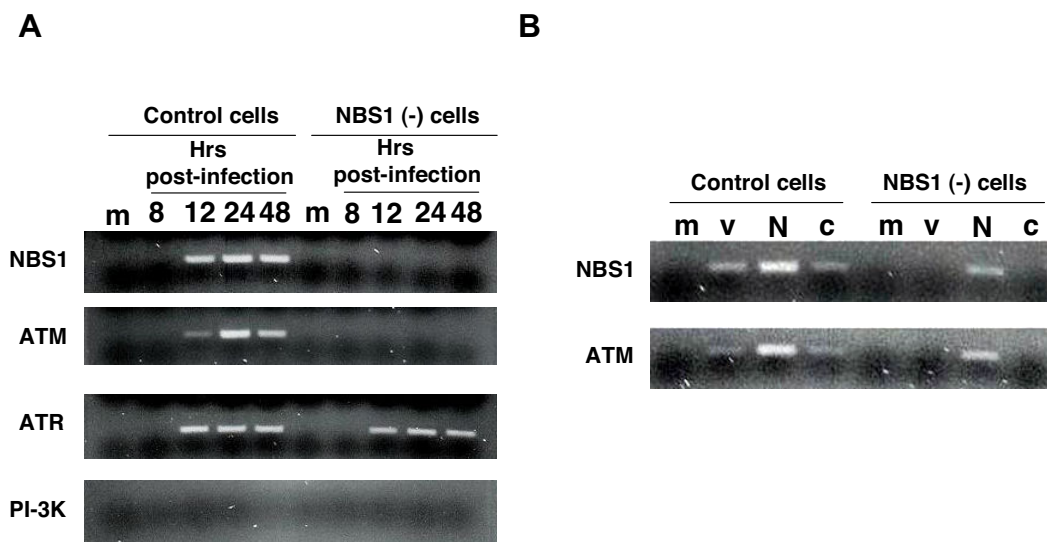 A
Control cells NBS1 (-) cells
Hrs Hrs
post-infection post-infection
m 8 12 24 48 m 8 12 24 48
NBS1
ATM
ATR
PI-3K
B
Control cells NBS1 (-) cells
m v N c m v N c
NBS1
ATM